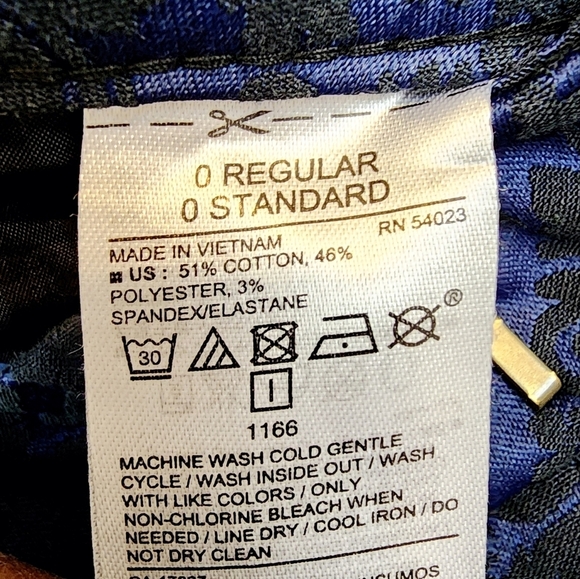 0 REGULAR
0 STANDARD
RN 54023
MADE IN VIETNAM
US : 51% COTTON, 46%
POLYESTER, 3%
SPANDEX/ELASTANE
30
®
I
1166
MACHINE WASH COLD GENTLE
CYCLE / WASH INSIDE OUT / WASH
WITH LIKE COLORS / ONLY
NON-CHLORINE BLEACH WHEN
NEEDED / LINE DRY / COOL IRON / DO
NOT DRY CLEAN